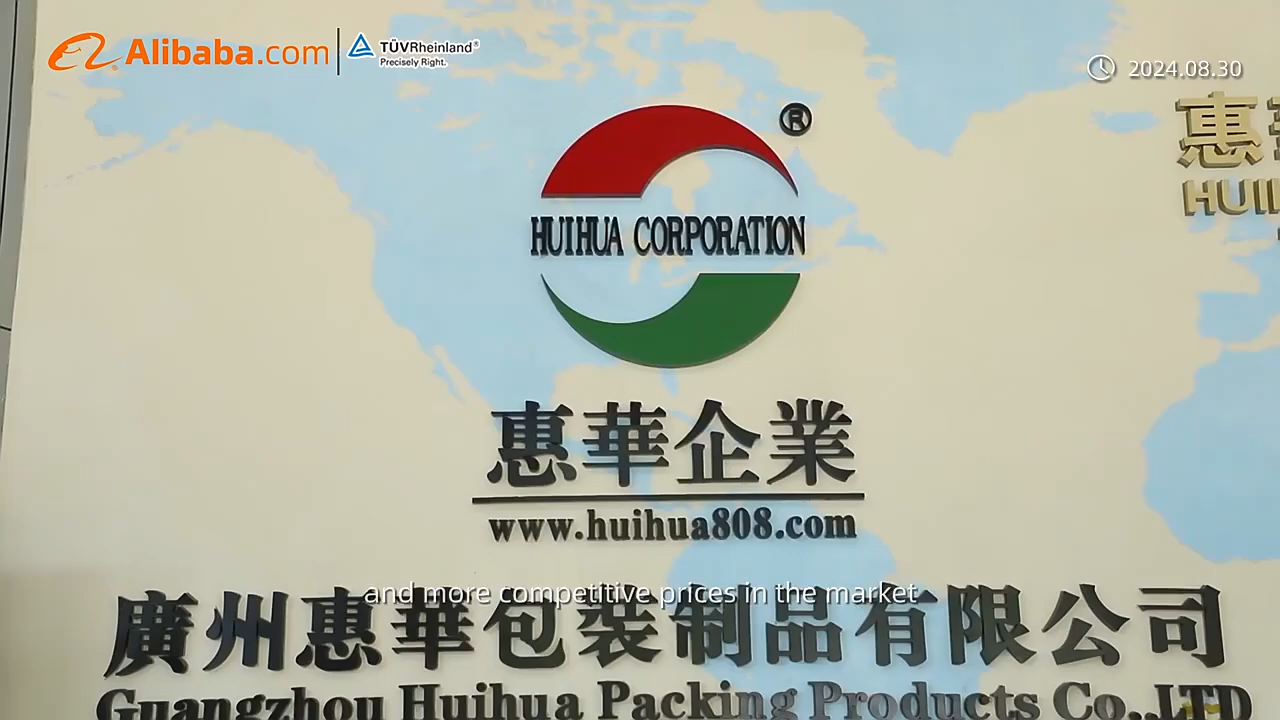 Alibaba.com
TÜVRheinland®
Precisely Right.
2024.08.30
惠
HUI
®
HUIHUA CORPORATION
惠華企業
www.huihua808.com
and more competitive prices in the market
廣州惠華包裝制品有限公司
Guangzhou Huihua Packing Products Co.,LTD